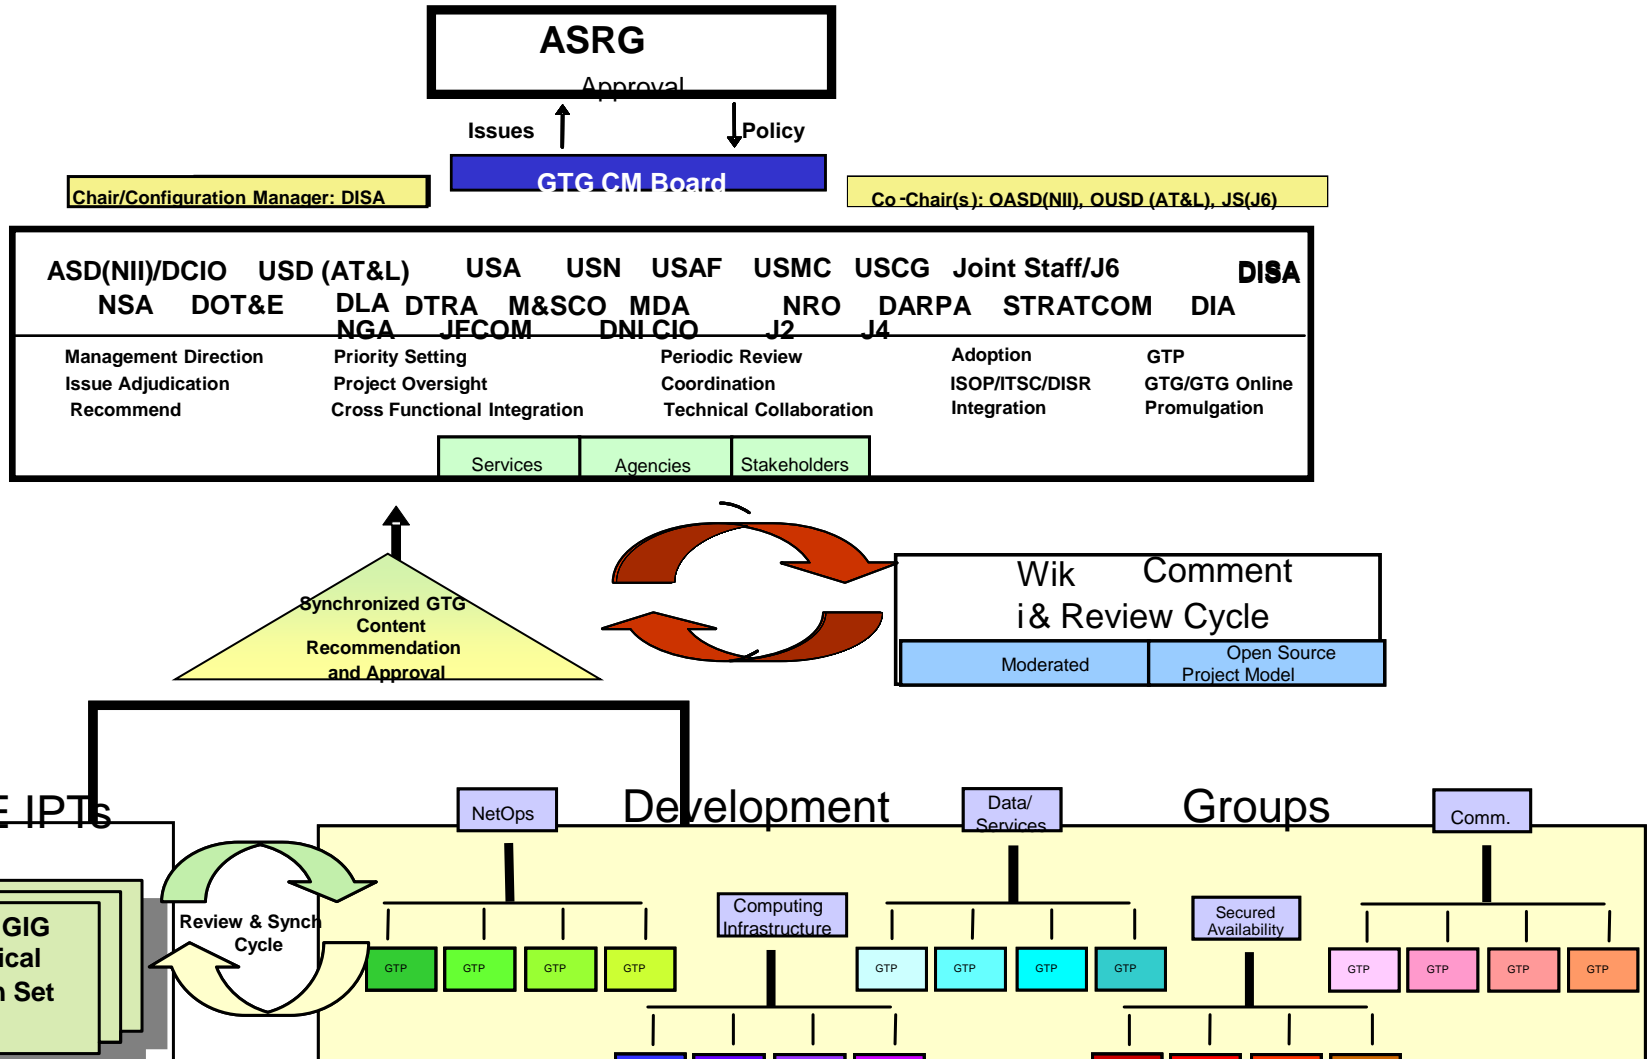 ASRG
Approval
Issues
Policy
GTG CM Board
Chair/Configuration Manager: DISA
Co-Chair(s): OASD(NII), OUSD (AT&L), JS(J6)
ASD(NII)/DCIO USD (AT&L) USA USN USAF USMC USCG Joint Staff/J6 DISA
NSA DOT&E DLA DTRA M&SCO MDA NRO DARPA STRATCOM DIA
NGA JFCOM DNI CIO J2 J4
Management Direction Priority Setting Periodic Review Adoption GTP
Issue Adjudication Project Oversight Coordination ISOP/ITSC/DISR GTG/GTG Online
Recommend Cross Functional Integration Technical Collaboration Integration Promulgation
Services Agencies Stakeholders
Synchronized GTG
Content
Recommendation
and Approval
Wik Comment
i & Review Cycle
Moderated
Open Source
Project Model
E IPTs
Development Groups
NetOps
Data/
Services
Comm.
Computing
Infrastructure
Secured
Availability
Review & Synch
Cycle
GIG
ical
n Set
GTP GTP GTP GTP
GTP GTP GTP GTP
GTP GTP GTP GTP